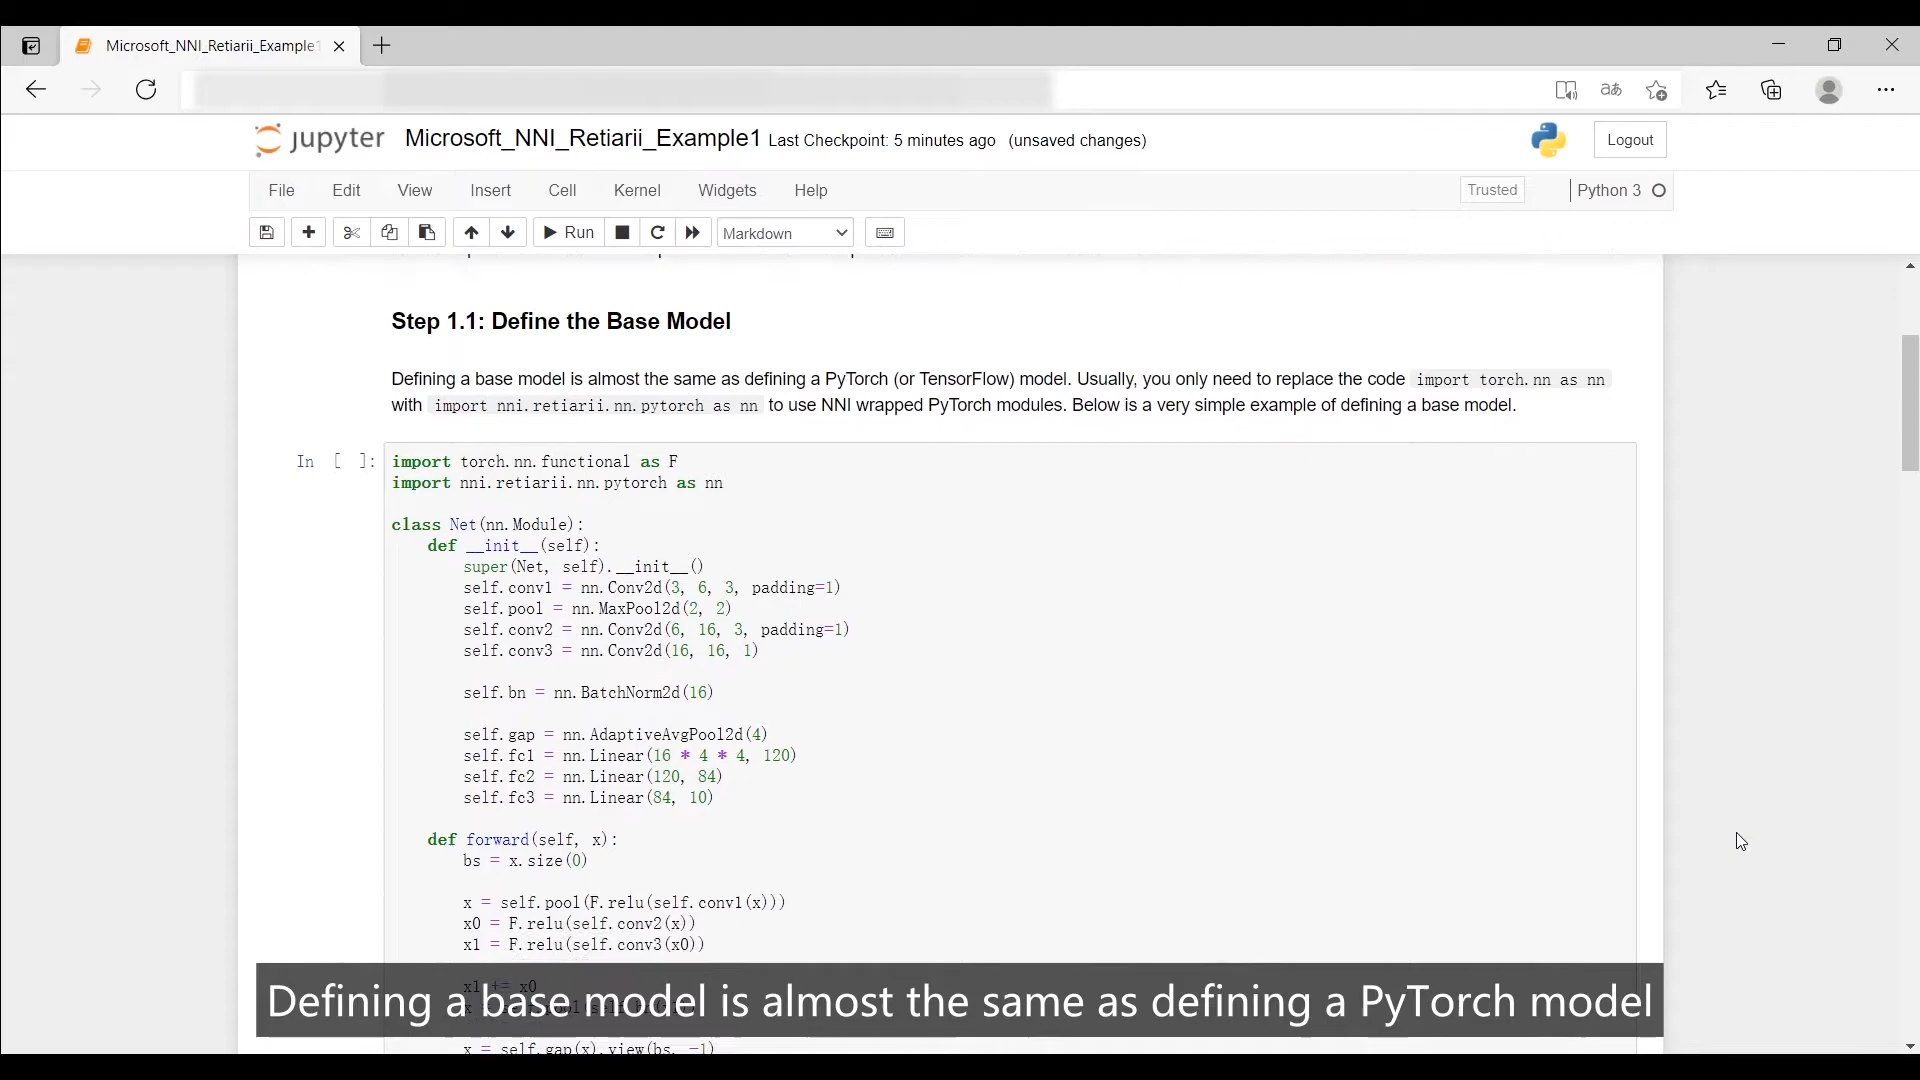 Microsoft_NNI_Retiarii_Example1
jupyter Microsoft_NNI_Retiarii_Example1 Last Checkpoint: 5 minutes ago (unsaved changes)
Logout
File Edit View Insert Cell Kernel Widgets Help
Trusted
Python 3
Run
Markdown
Step 1.1: Define the Base Model
Defining a base model is almost the same as defining a PyTorch (or TensorFlow) model. Usually, you only need to replace the code import torch.nn as nn
with import nni.retiarii.nn.pytorch as nn to use NNI wrapped PyTorch modules. Below is a very simple example of defining a base model.
In [ ]:
import torch.nn.functional as F
import nni.retiarii.nn.pytorch as nn
class Net(nn.Module):
def __init__(self):
super(Net, self).__init__()
self.conv1 = nn.Conv2d(3, 6, 3, padding=1)
self.pool = nn.MaxPool2d(2, 2)
self.conv2 = nn.Conv2d(6, 16, 3, padding=1)
self.conv3 = nn.Conv2d(16, 16, 1)
self.bn = nn.BatchNorm2d(16)
self.gap = nn.AdaptiveAvgPool2d(4)
self.fc1 = nn.Linear(16 * 4 * 4, 120)
self.fc2 = nn.Linear(120, 84)
self.fc3 = nn.Linear(84, 10)
def forward(self, x):
bs = x.size(0)
x = self.pool(F.relu(self.conv1(x)))
x0 = F.relu(self.conv2(x))
x1 = F.relu(self.conv3(x0))
x1 += x0
Defining a base model is almost the same as defining a PyTorch model
x = self.gap(x).view(bs, -1)